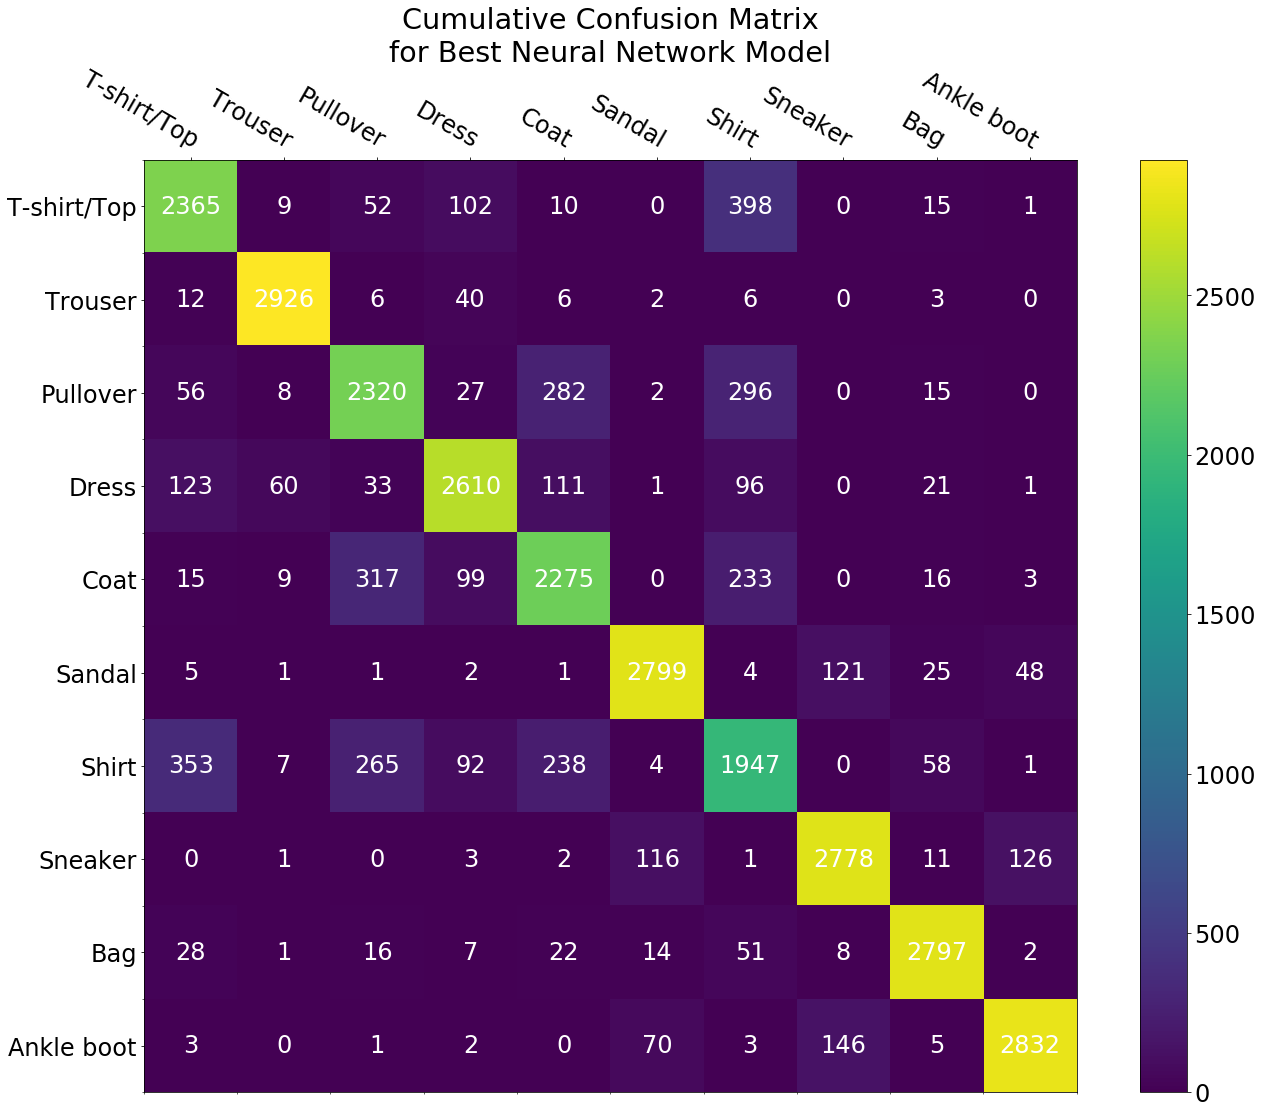 Cumulative Confusion Matrix
for Best Neural Network Model
T-shirt/Top Trouser Pullover Dress Coat Sandal Shirt Sneaker Bag Ankle boot
T-shirt/Top 2365 9 52 102 10 0 398 0 15 1
Trouser 12 2926 6 40 6 2 6 0 3 0
Pullover 56 8 2320 27 282 2 296 0 15 0
Dress 123 60 33 2610 111 1 96 0 21 1
Coat 15 9 317 99 2275 0 233 0 16 3
Sandal 5 1 1 2 1 2799 4 121 25 48
Shirt 353 7 265 92 238 4 1947 0 58 1
Sneaker 0 1 0 3 2 116 1 2778 11 126
Bag 28 1 16 7 22 14 51 8 2797 2
Ankle boot 3 0 1 2 0 70 3 146 5 2832
2500
2000
1500
1000
500
0